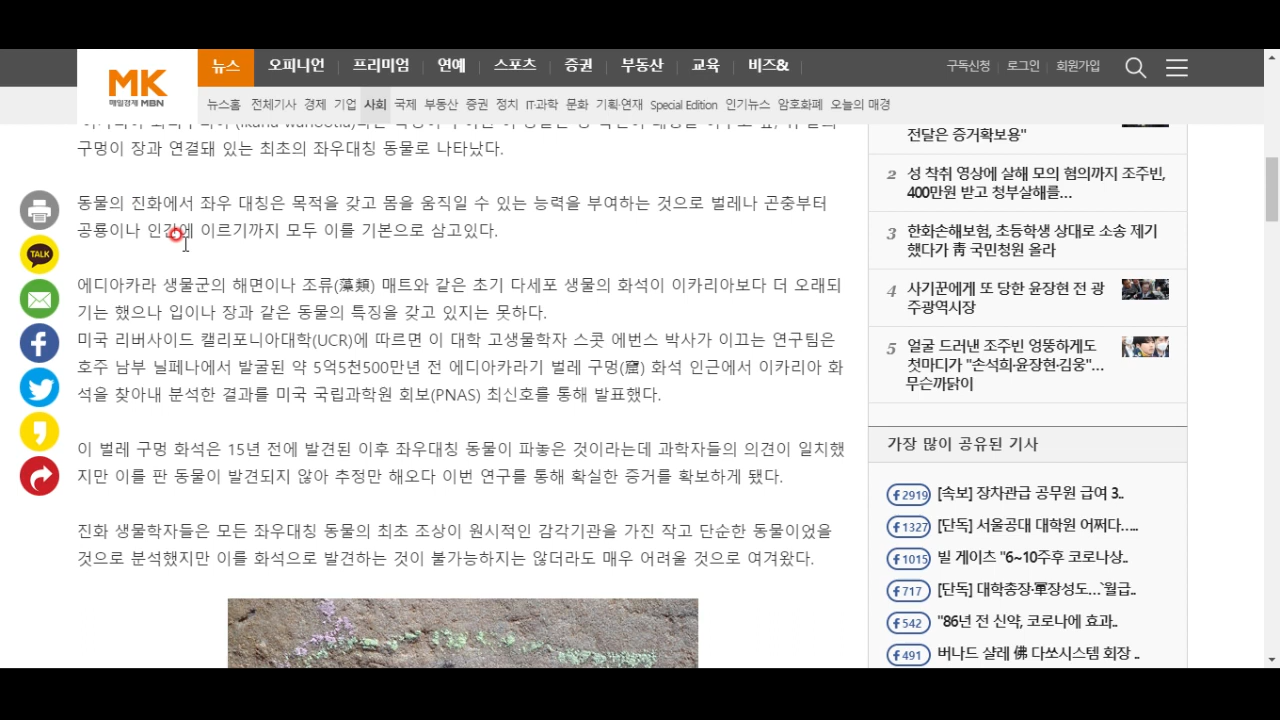 MK
매일경제 MBN
뉴스 오피니언 프리미엄 연예 스포츠 증권 부동산 교육 비즈&
구독신청 로그인 회원가입
뉴스홈 전체기사 경제 기업 사회 국제 부동산 증권 정치 IT·과학 문화 기획·연재 Special Edition 인기뉴스 암호화폐 오늘의 매경
구멍이 장과 연결돼 있는 최초의 좌우대칭 동물로 나타났다.
동물의 진화에서 좌우 대칭은 목적을 갖고 몸을 움직일 수 있는 능력을 부여하는 것으로 벌레나 곤충부터
공룡이나 인간에 이르기까지 모두 이를 기본으로 삼고있다.
에디아카라 생물군의 해면이나 조류(藻類) 매트와 같은 초기 다세포 생물의 화석이 이카리아보다 더 오래되
기는 했으나 입이나 장과 같은 동물의 특징을 갖고 있지는 못하다.
미국 리버사이드 캘리포니아대학(UCR)에 따르면 이 대학 고생물학자 스콧 에번스 박사가 이끄는 연구팀은
호주 남부 닐페나에서 발굴된 약 5억5천500만년 전 에디아카라기 벌레 구멍(窟) 화석 인근에서 이카리아 화
석을 찾아내 분석한 결과를 미국 국립과학원 회보(PNAS) 최신호를 통해 발표했다.
이 벌레 구멍 화석은 15년 전에 발견된 이후 좌우대칭 동물이 파놓은 것이라는데 과학자들의 의견이 일치했
지만 이를 판 동물이 발견되지 않아 추정만 해오다 이번 연구를 통해 확실한 증거를 확보하게 됐다.
진화 생물학자들은 모든 좌우대칭 동물의 최초 조상이 원시적인 감각기관을 가진 작고 단순한 동물이었을
것으로 분석했지만 이를 화석으로 발견하는 것이 불가능하지는 않더라도 매우 어려울 것으로 여겨왔다.
TALK
전달은 증거확보용"
2 성 착취 영상에 살해 모의 혐의까지 조주빈,
400만원 받고 청부살해를...
3 한화손해보험, 초등학생 상대로 소송 제기
했다가 靑 국민청원 올라
4 사기꾼에게 또 당한 윤장현 전 광
주광역시장
5 얼굴 드러낸 조주빈 엉뚱하게도
첫마디가 "손석희·윤장현·김웅"...
무슨까닭이
가장 많이 공유된 기사
2919 [속보] 장차관급 공무원 급여 3..
1327 [단독] 서울공대 대학원 어쩌다…..
1015 빌 게이츠 "6~10주후 코로나상..
717 [단독] 대학총장·軍장성도…`월급..
542 "86년 전 신약, 코로나에 효과..
491 버나드 샬레 佛 다쏘시스템 회장 ..